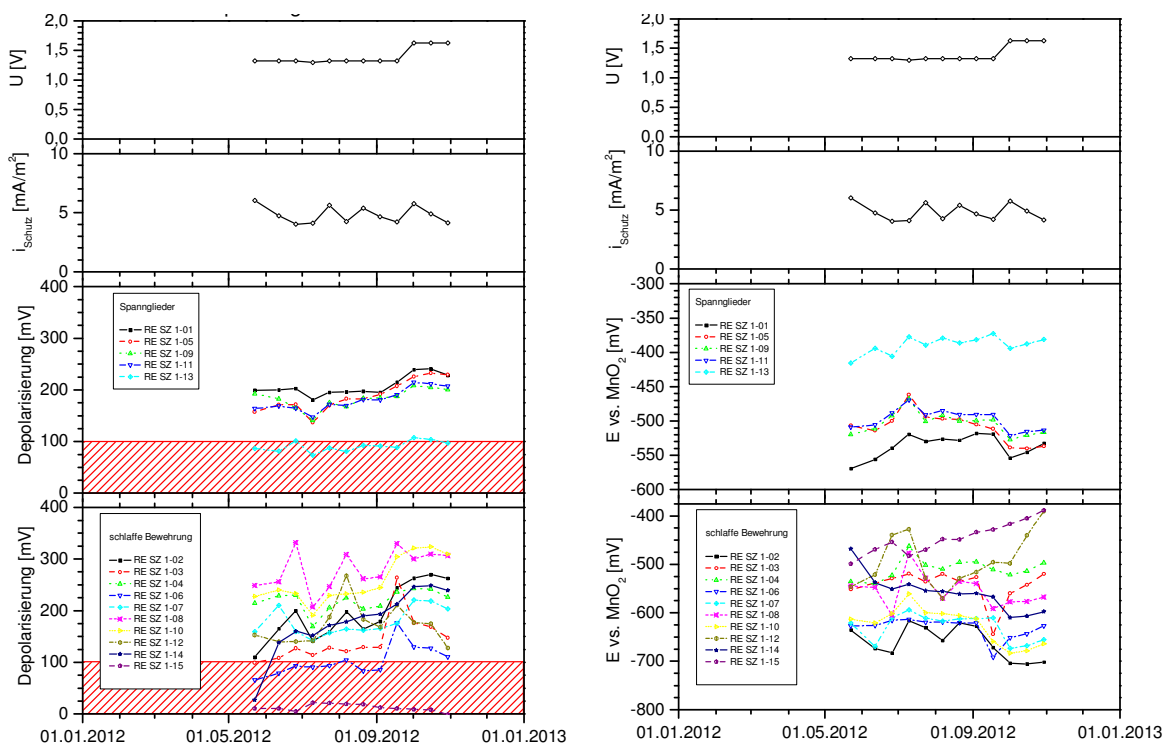 2,0
1,5
1,0
0,5
0,0
U [V]
10
5
0
i_Schutz [mA/m²]
400
300
200
100
0
Depolarisierung [mV]
Spannglieder
RE SZ 1-01
RE SZ 1-05
RE SZ 1-09
RE SZ 1-11
RE SZ 1-13
400
300
200
100
0
Depolarisierung [mV]
schlaffe Bewehrung
RE SZ 1-02
RE SZ 1-03
RE SZ 1-04
RE SZ 1-06
RE SZ 1-07
RE SZ 1-08
RE SZ 1-10
RE SZ 1-12
RE SZ 1-14
RE SZ 1-15
01.01.2012 01.05.2012 01.09.2012 01.01.2013
2,0
1,5
1,0
0,5
0,0
U [V]
10
5
0
i_Schutz [mA/m²]
-300
-350
-400
-450
-500
-550
-600
E vs. MnO₂ [mV]
Spannglieder
RE SZ 1-01
RE SZ 1-05
RE SZ 1-09
RE SZ 1-11
RE SZ 1-13
-400
-500
-600
-700
-800
E vs. MnO₂ [mV]
schlaffe Bewehrung
RE SZ 1-02
RE SZ 1-03
RE SZ 1-04
RE SZ 1-06
RE SZ 1-07
RE SZ 1-08
RE SZ 1-10
RE SZ 1-12
RE SZ 1-14
RE SZ 1-15
01.01.2012 01.05.2012 01.09.2012 01.01.2013